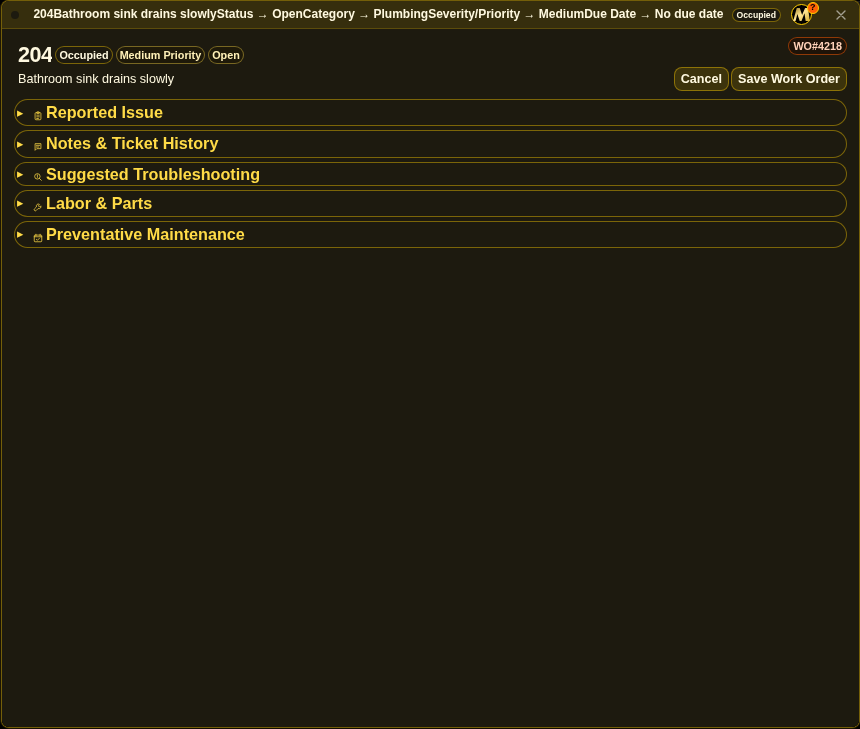 204Bathroom sink drains slowlyStatus → OpenCategory → PlumbingSeverity/Priority → MediumDue Date → No due date Occupied M ?
WO#4218
204 Occupied Medium Priority Open
Bathroom sink drains slowly
Cancel Save Work Order
Reported Issue
Notes & Ticket History
Suggested Troubleshooting
Labor & Parts
Preventative Maintenance